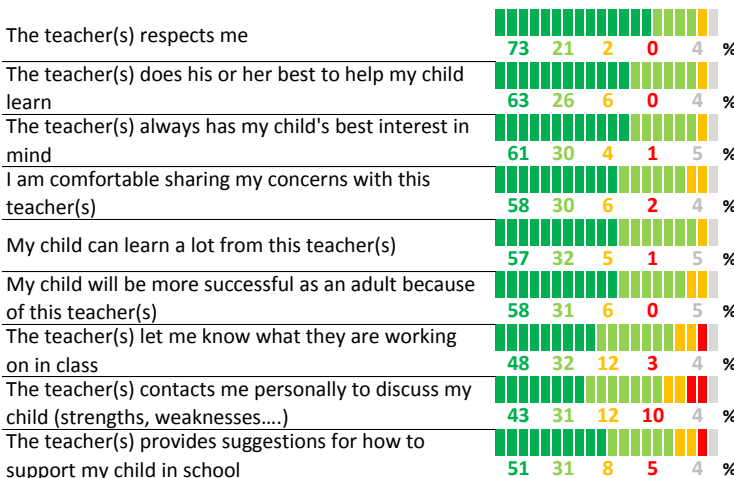 The teacher(s) respects me
73 21 2 0 4 %
The teacher(s) does his or her best to help my child
learn
63 26 6 0 4 %
The teacher(s) always has my child's best interest in
mind
61 30 4 1 5 %
I am comfortable sharing my concerns with this
teacher(s)
58 30 6 2 4 %
My child can learn a lot from this teacher(s)
57 32 5 1 5 %
My child will be more successful as an adult because
of this teacher(s)
58 31 6 0 5 %
The teacher(s) let me know what they are working
on in class
48 32 12 3 4 %
The teacher(s) contacts me personally to discuss my
child (strengths, weaknesses....)
43 31 12 10 4 %
The teacher(s) provides suggestions for how to
support my child in school
51 31 8 5 4 %